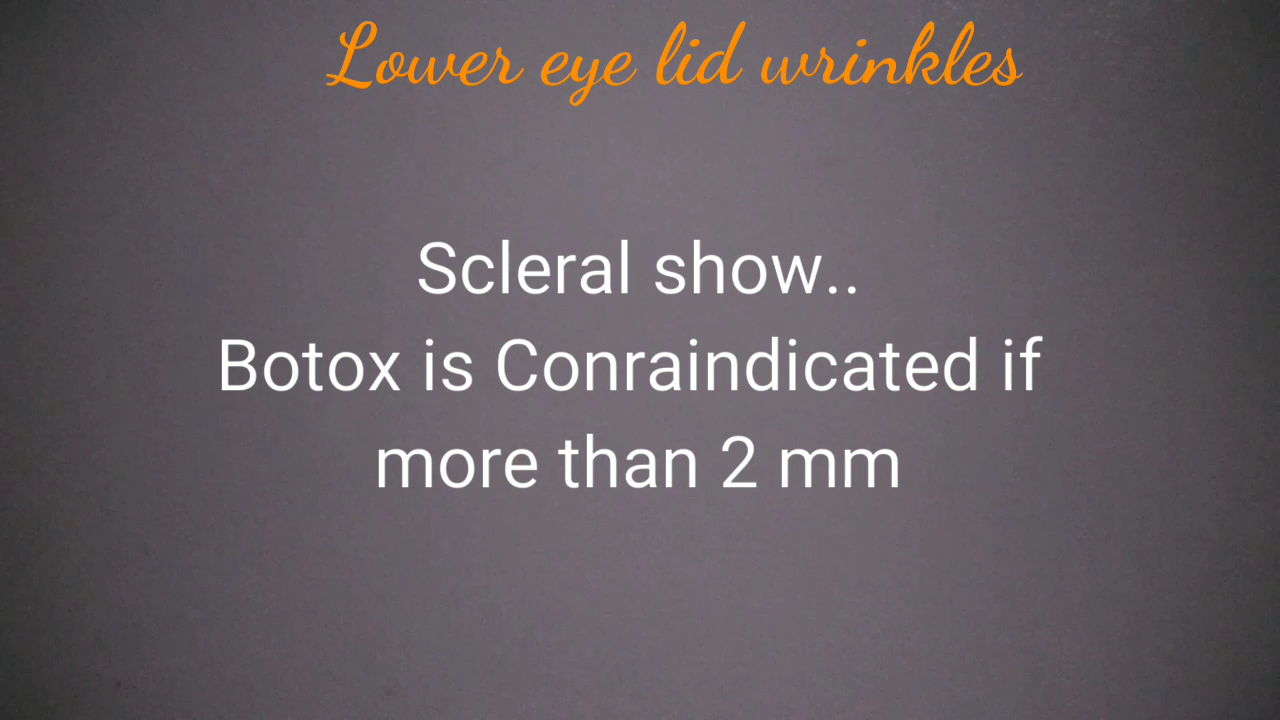 Lower eye lid wrinkles
Scleral show..
Botox is Conraindicated if
more than 2 mm